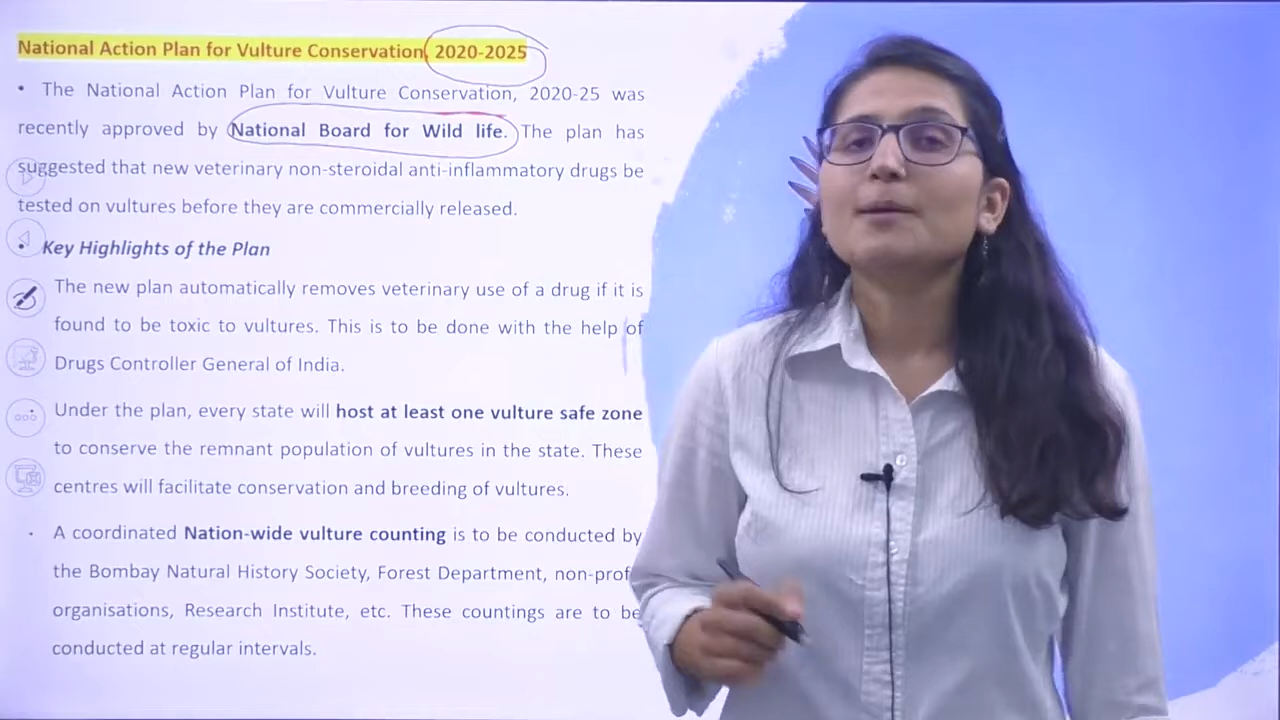 National Action Plan for Vulture Conservation, 2020-2025
• The National Action Plan for Vulture Conservation, 2020-25 was
recently approved by National Board for Wild life. The plan has
suggested that new veterinary non-steroidal anti-inflammatory drugs be
tested on vultures before they are commercially released.
• Key Highlights of the Plan
The new plan automatically removes veterinary use of a drug if it is
found to be toxic to vultures. This is to be done with the help of
Drugs Controller General of India.
Under the plan, every state will host at least one vulture safe zone
to conserve the remnant population of vultures in the state. These
centres will facilitate conservation and breeding of vultures.
• A coordinated Nation-wide vulture counting is to be conducted by
the Bombay Natural History Society, Forest Department, non-prof
organisations, Research Institute, etc. These countings are to be
conducted at regular intervals.